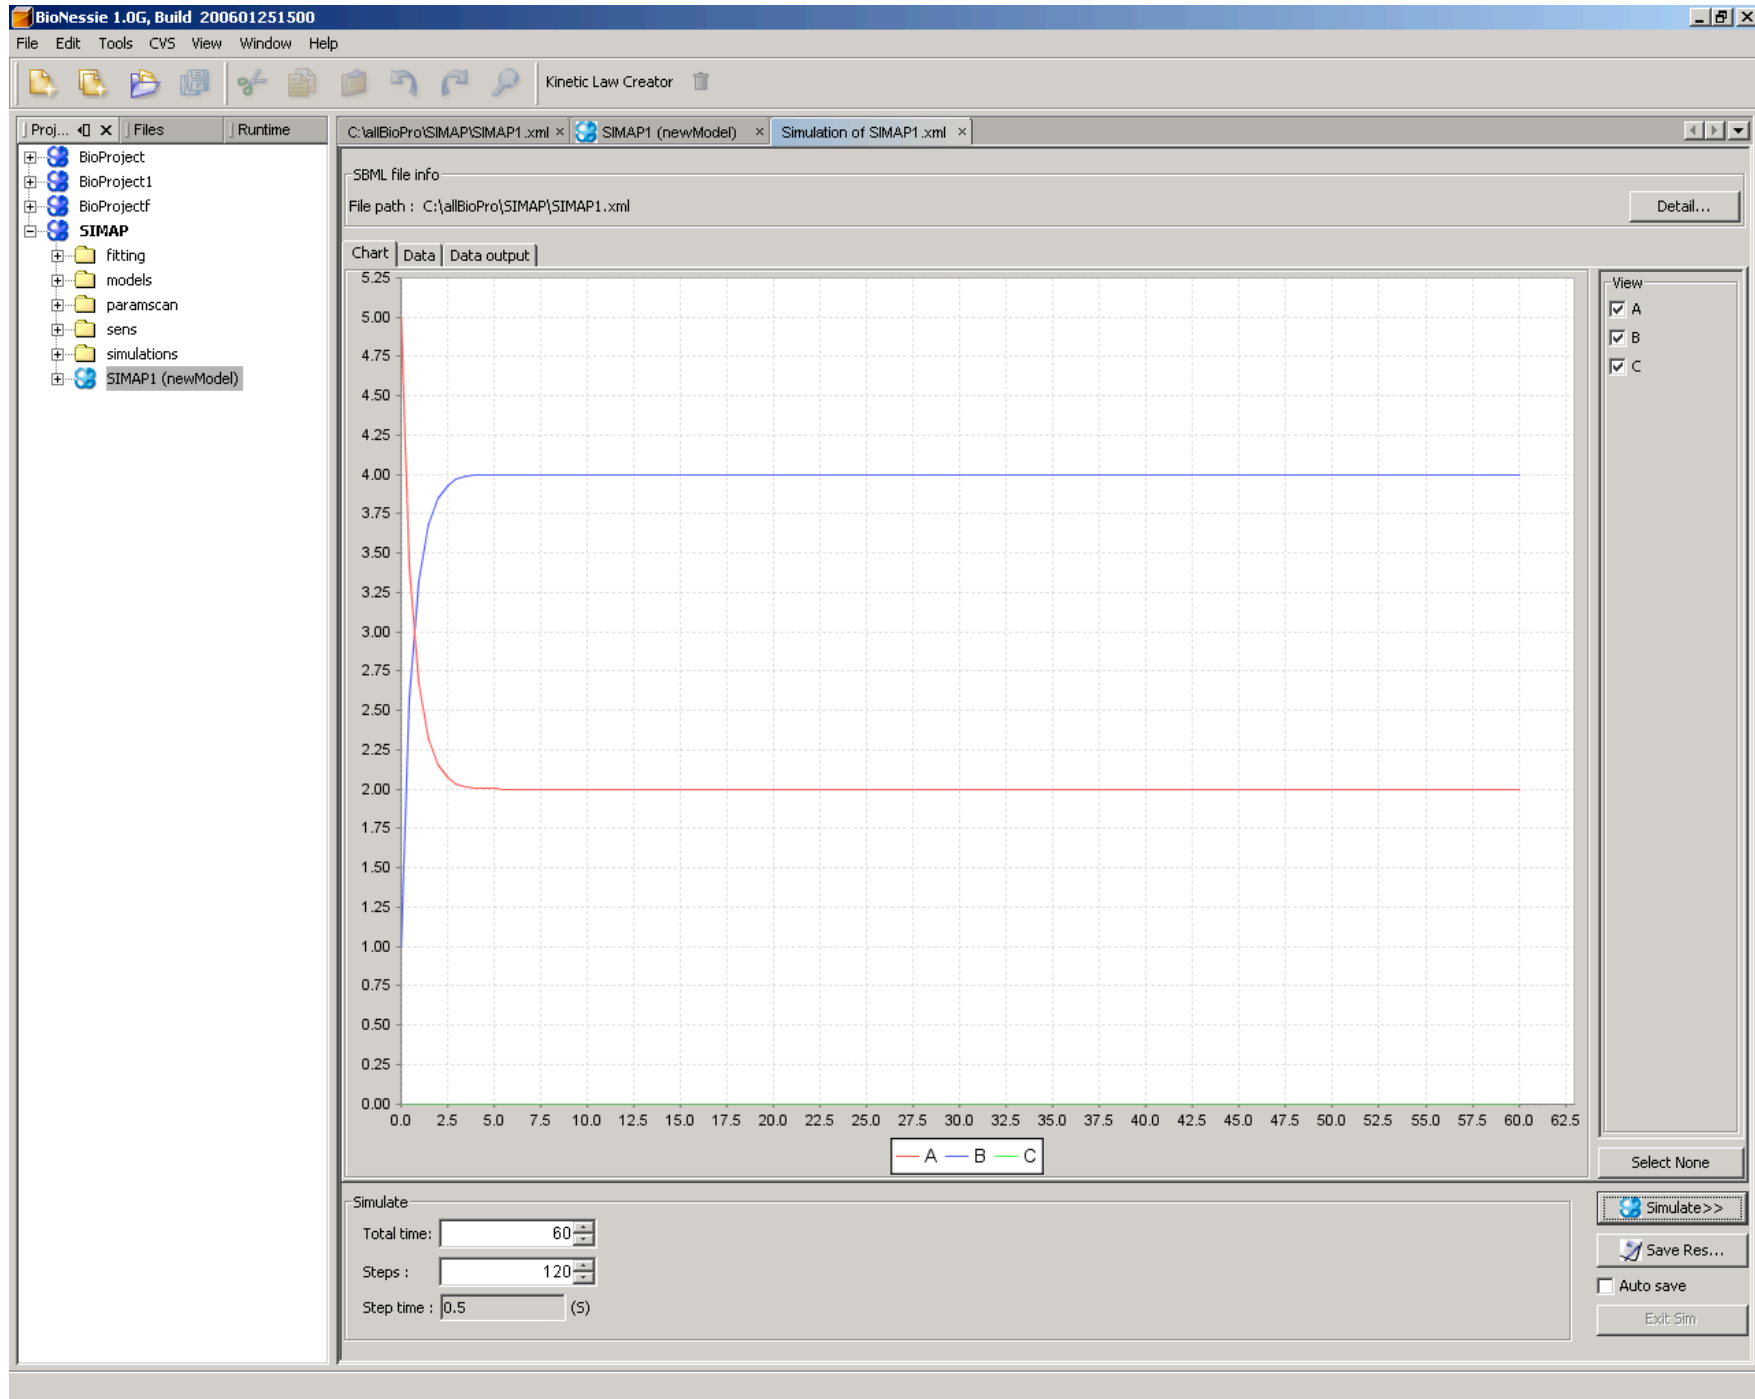 BioNessie 1.0G, Build 200601251500
File Edit Tools CVS View Window Help
Kinetic Law Creator
Proj... Files Runtime
C:\allBioPro\SIMAP\SIMAP1.xml SIMAP1 (newModel) Simulation of SIMAP1.xml
BioProject
BioProject1
BioProjectf
SIMAP
fitting
models
paramscan
sens
simulations
SIMAP1 (newModel)
SBML file info
File path : C:\allBioPro\SIMAP\SIMAP1.xml
Detail...
Chart Data Data output
5.25
5.00
4.75
4.50
4.25
4.00
3.75
3.50
3.25
3.00
2.75
2.50
2.25
2.00
1.75
1.50
1.25
1.00
0.75
0.50
0.25
0.00
0.0 2.5 5.0 7.5 10.0 12.5 15.0 17.5 20.0 22.5 25.0 27.5 30.0 32.5 35.0 37.5 40.0 42.5 45.0 47.5 50.0 52.5 55.0 57.5 60.0 62.5
A B C
View
A
B
C
Select None
Simulate
Total time: 60
Steps : 120
Step time : 0.5 (S)
Simulate>>
Save Res...
Auto save
Exit Sim